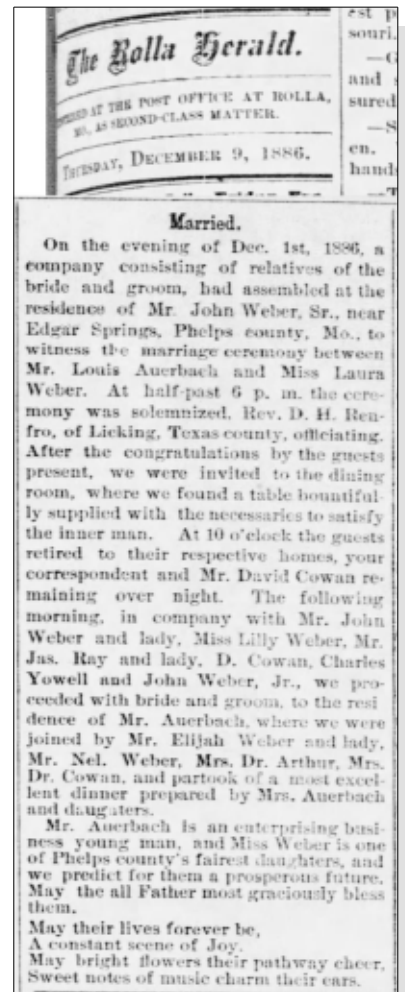 The Rolla Herald.
ENTERED AT THE POST OFFICE AT ROLLA,
MO., AS SECOND-CLASS MATTER.
THURSDAY, DECEMBER 9, 1886.
est p
souri.
and s
sured
en.
hands
Married.
On the evening of Dec. 1st, 1886, a
company consisting of relatives of the
bride and groom, had assembled at the
residence of Mr. John Weber, Sr., near
Edgar Springs, Phelps county, Mo., to
witness the marriage ceremony between
Mr. Louis Auerbach and Miss Laura
Weber. At half-past 6 p. m. the cere-
mony was solemnized, Rev. D. H. Ren-
fro, of Licking, Texas county, officiating.
After the congratulations by the guests
present, we were invited to the dining
room, where we found a table bountiful-
ly supplied with the necessaries to satisfy
the inner man. At 10 o'clock the guests
retired to their respective homes, your
correspondent and Mr. David Cowan re-
maining over night. The following
morning, in company with Mr. John
Weber and lady, Miss Lilly Weber, Mr.
Jas. Ray and lady, D. Cowan, Charles
Yowell and John Weber, Jr., we pro-
ceeded with bride and groom, to the resi
dence of Mr. Auerbach, where we were
joined by Mr. Elijah Weber and lady,
Mr. Nel. Weber, Mrs. Dr. Arthur, Mrs.
Dr. Cowan, and partook of a most excel-
lent dinner prepared by Mrs. Auerbach
and daugaters.
Mr. Auerbach is an enterprising busi-
ness young man, and Miss Weber is one
of Phelps county's fairest daughters, and
we predict for them a prosperous future.
May the all Father most graciously bless
them.
May their lives forever be,
A constant scene of Joy.
May bright flowers their pathway cheer,
Sweet notes of music charm their ears.